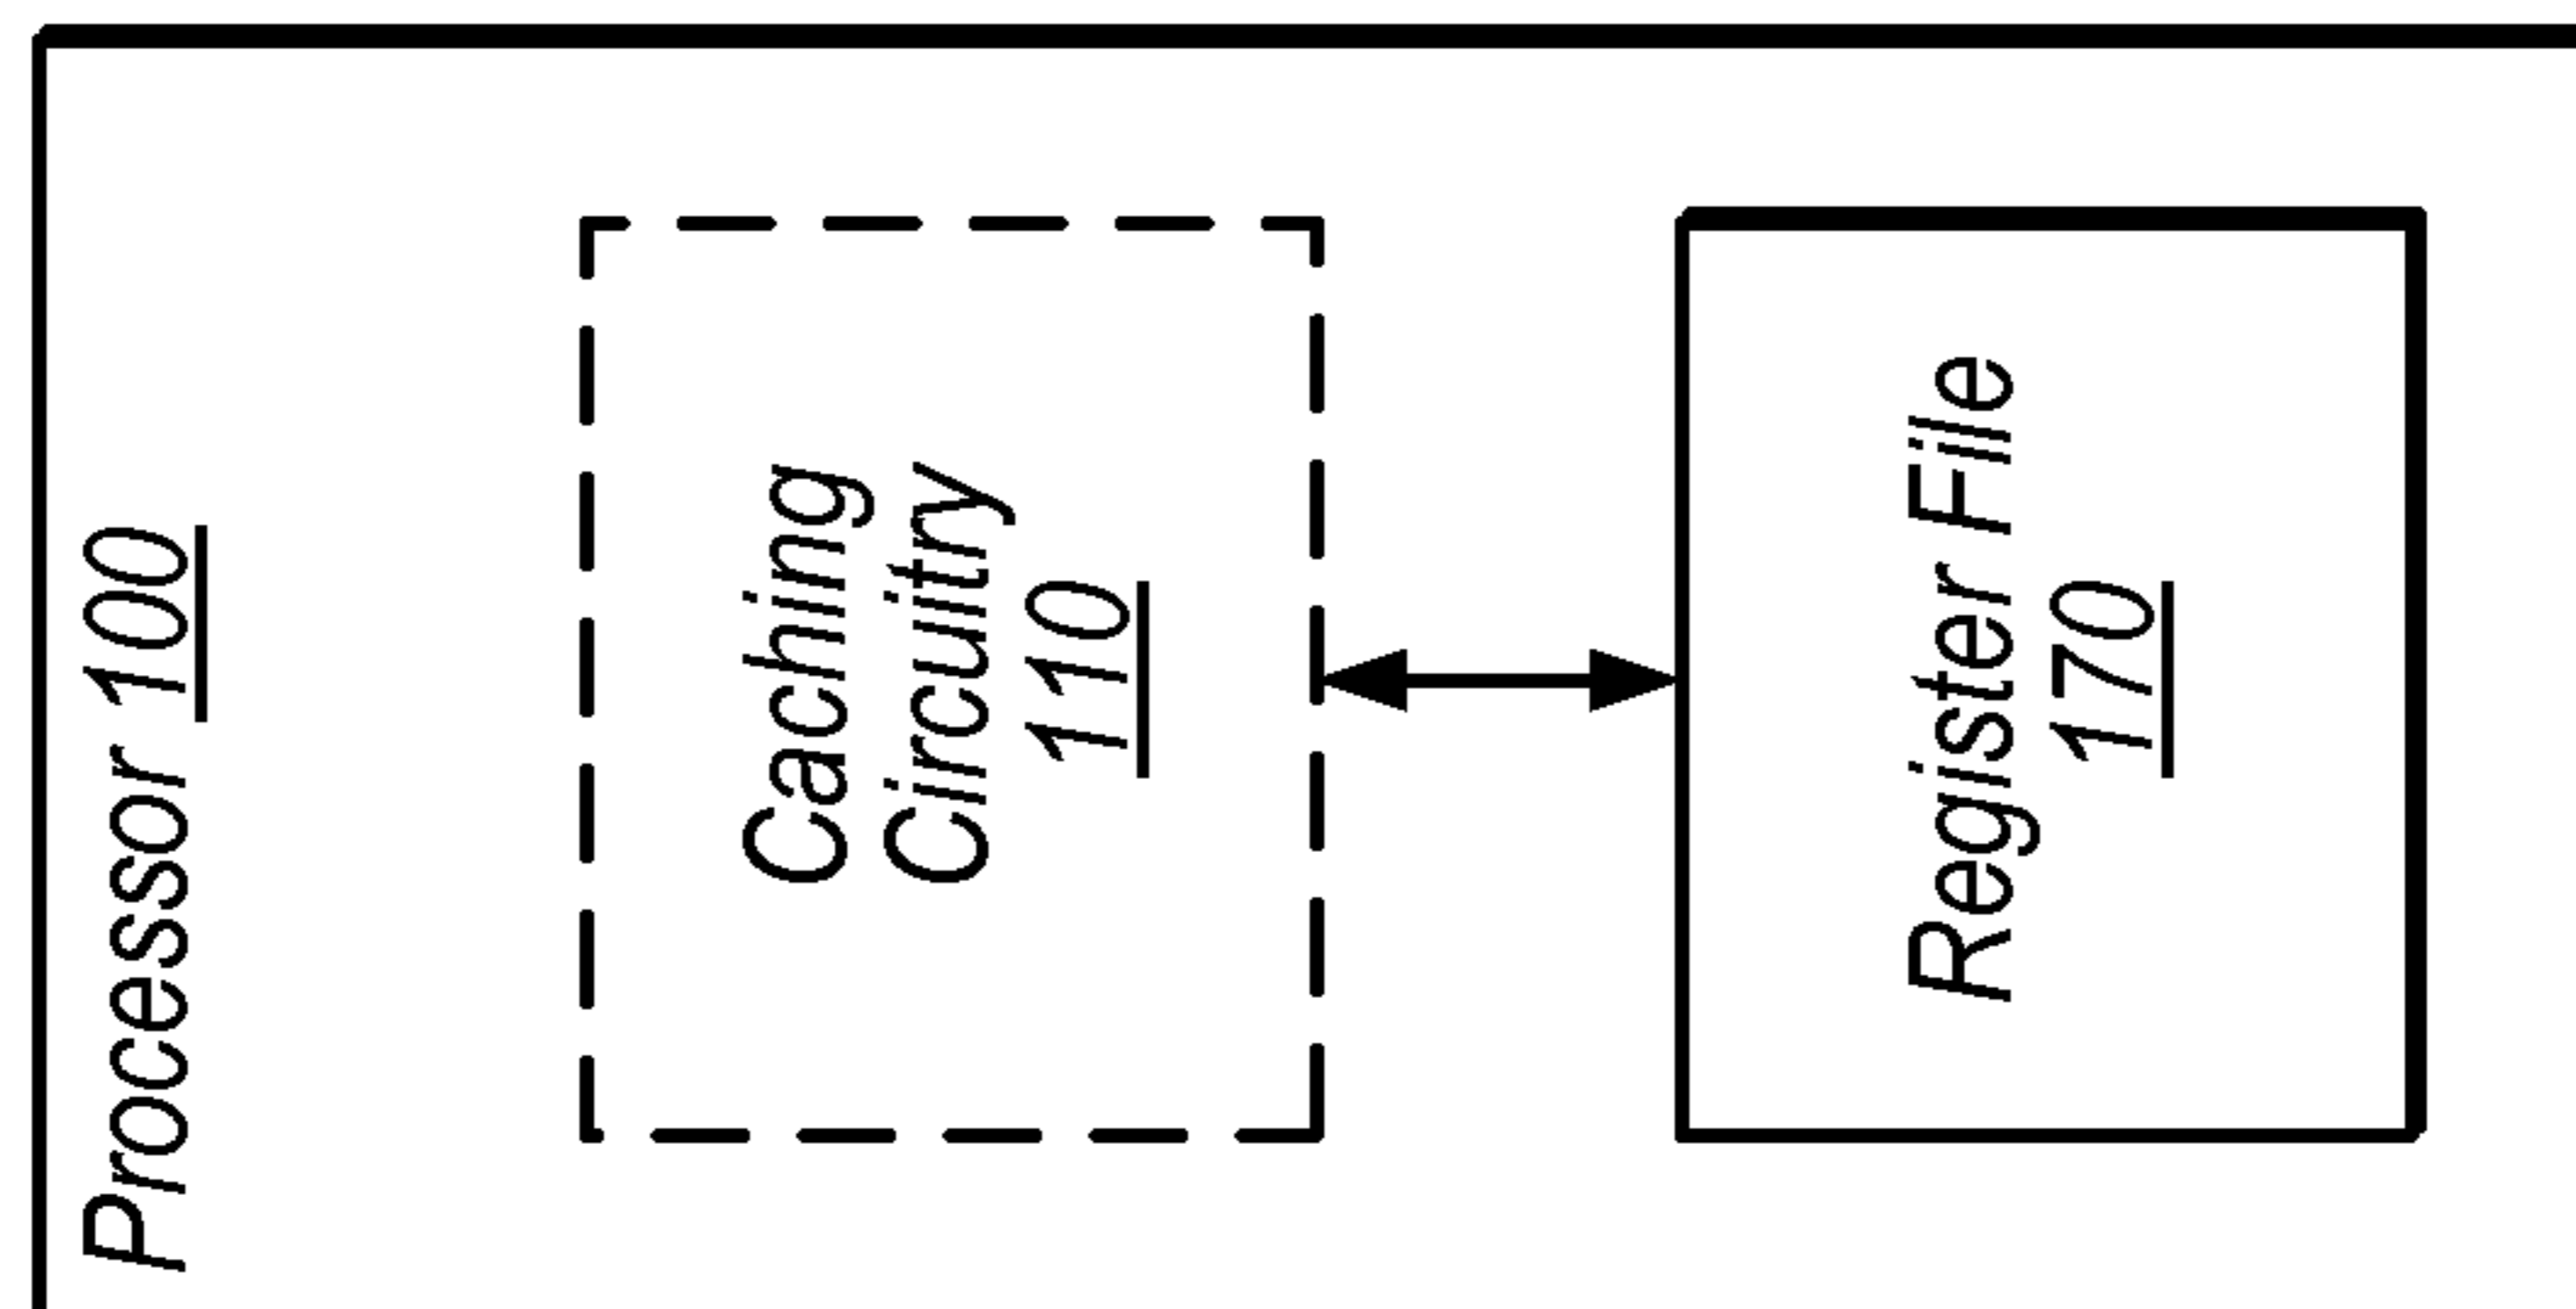 Processor 100
Caching
Circuitry
110
Register File
170